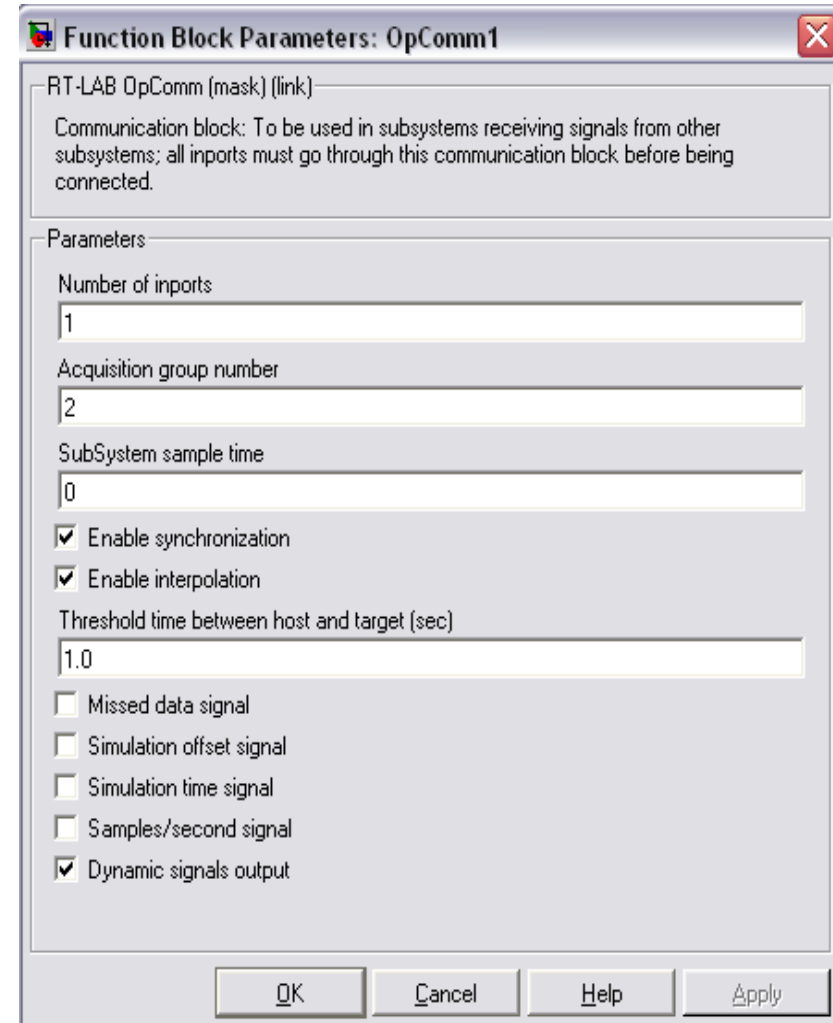 Function Block Parameters: OpComm1
RT-LAB OpComm (mask) (link)
Communication block: To be used in subsystems receiving signals from other
subsystems; all inports must go through this communication block before being
connected.
Parameters
Number of inports
1
Acquisition group number
2
SubSystem sample time
0
Enable synchronization
Enable interpolation
Threshold time between host and target (sec)
1.0
Missed data signal
Simulation offset signal
Simulation time signal
Samples/second signal
Dynamic signals output
OK Cancel Help Apply